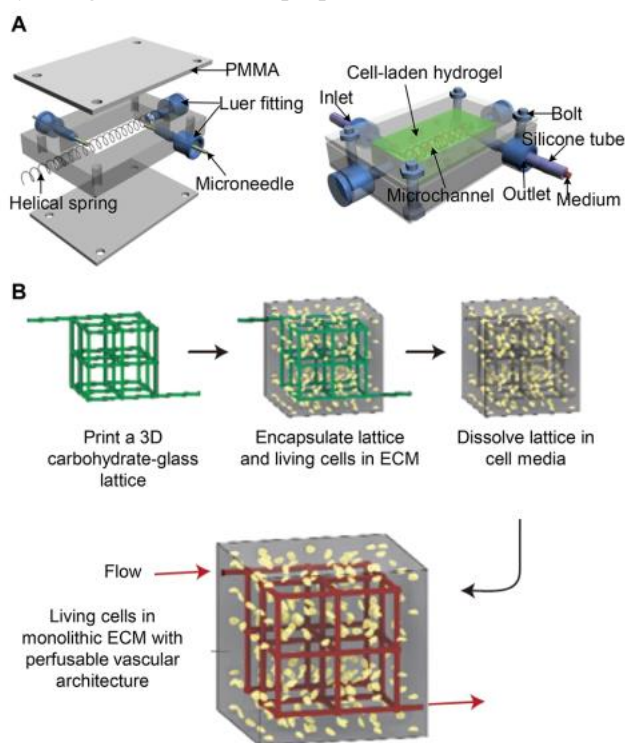 A
PMMA
Luer fitting
Microneedle
Helical spring
Cell-laden hydrogel
Inlet
Bolt
Silicone tube
Microchannel
Outlet
Medium
B
Print a 3D
carbohydrate-glass
lattice
Encapsulate lattice
and living cells in ECM
Dissolve lattice in
cell media
Flow
Living cells in
monolithic ECM with
perfusable vascular
architecture